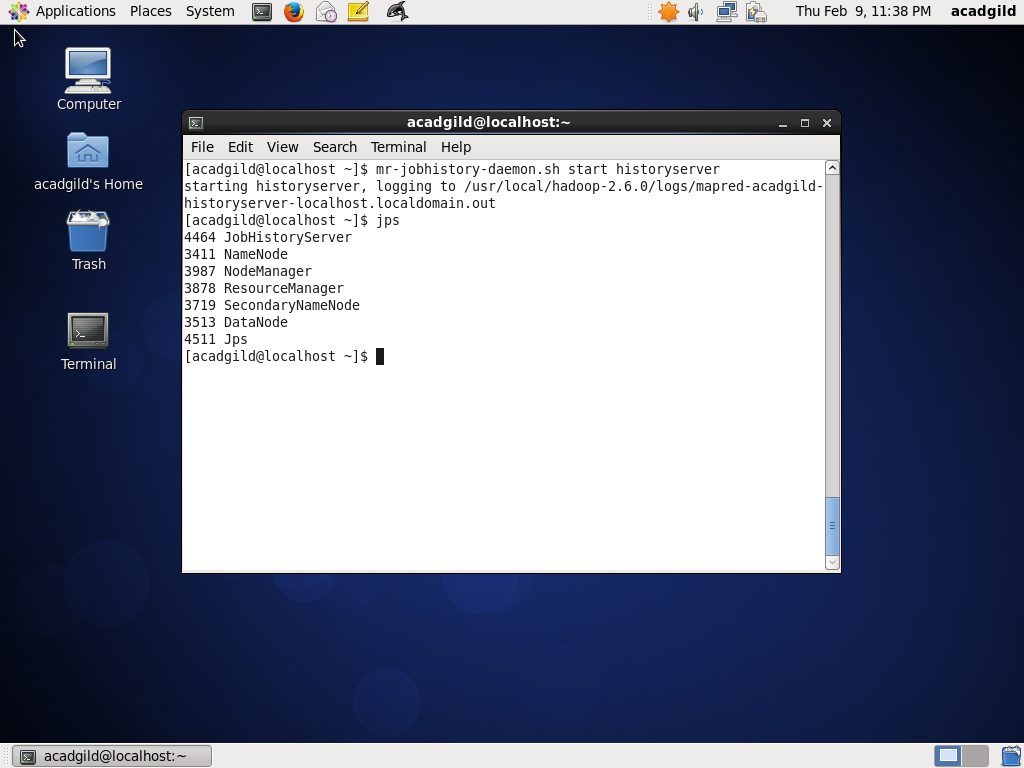 Applications Places System Thu Feb 9, 11:38 PM acadgild
Computer
acadgild's Home
Trash
Terminal
acadgild@localhost:~
File Edit View Search Terminal Help
[acadgild@localhost ~]$ mr-jobhistory-daemon.sh start historyserver
starting historyserver, logging to /usr/local/hadoop-2.6.0/logs/mapred-acadgild-
historyserver-localhost.localdomain.out
[acadgild@localhost ~]$ jps
4464 JobHistoryServer
3411 NameNode
3987 NodeManager
3878 ResourceManager
3719 SecondaryNameNode
3513 DataNode
4511 Jps
[acadgild@localhost ~]$
acadgild@localhost:~